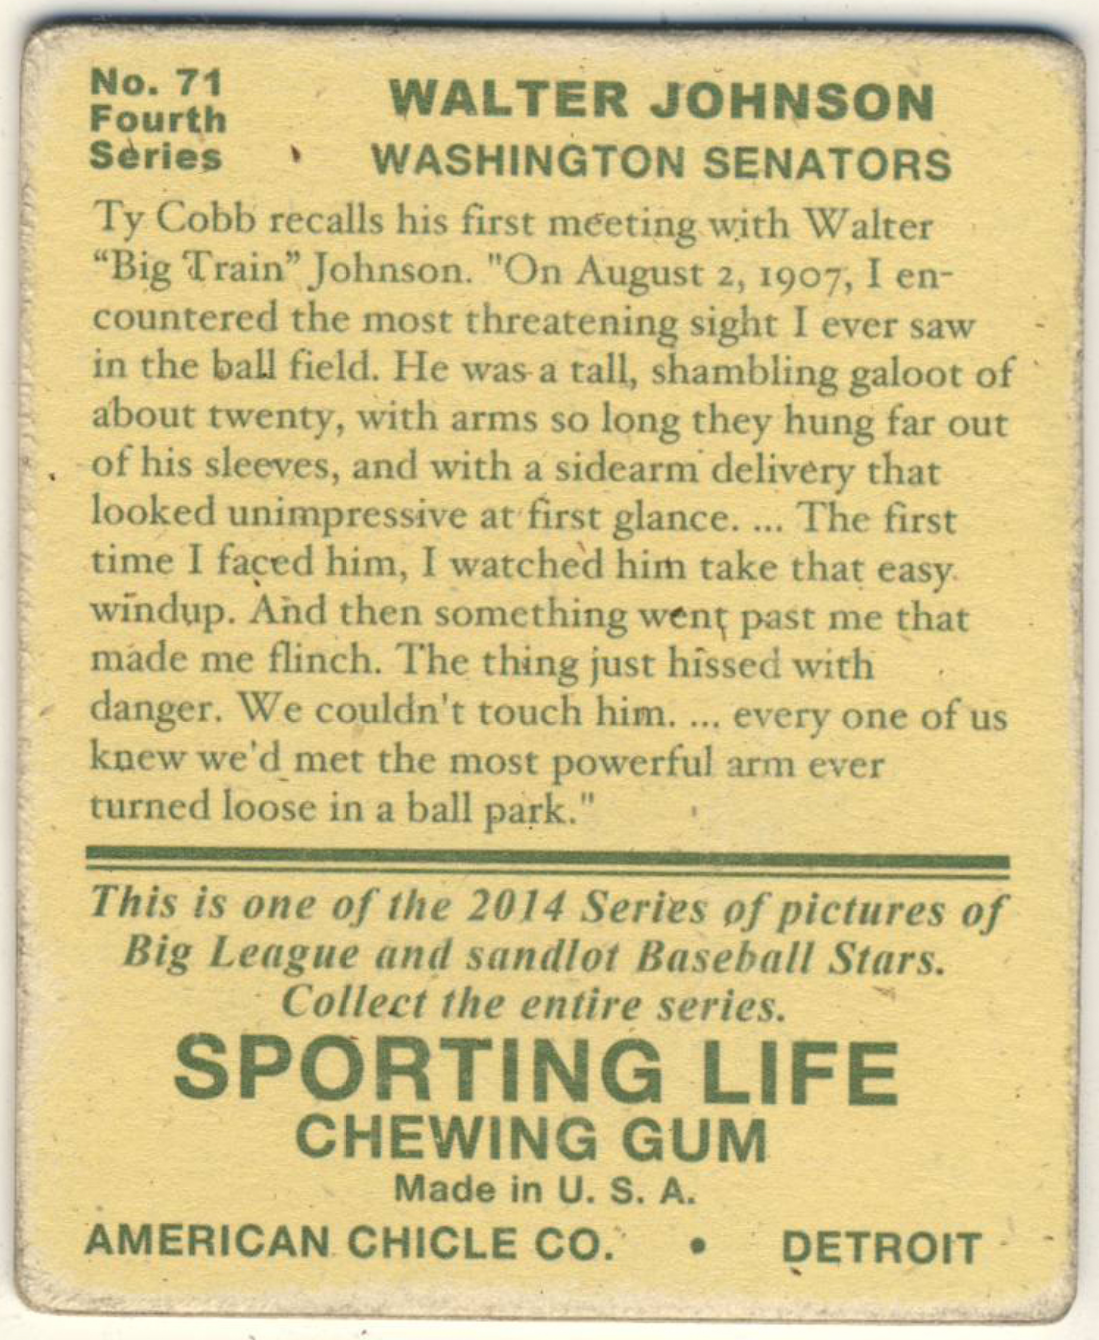 No. 71
Fourth
Series
WALTER JOHNSON
WASHINGTON SENATORS
Ty Cobb recalls his first meeting with Walter
“Big Train” Johnson. "On August 2, 1907, I en-
countered the most threatening sight I ever saw
in the ball field. He was a tall, shambling galoot of
about twenty, with arms so long they hung far out
of his sleeves, and with a sidearm delivery that
looked unimpressive at first glance. ... The first
time I faced him, I watched him take that easy
windup. And then something went past me that
made me flinch. The thing just hissed with
danger. We couldn't touch him. ... every one of us
knew we'd met the most powerful arm ever
turned loose in a ball park."
This is one of the 2014 Series of pictures of
Big League and sandlot Baseball Stars.
Collect the entire series.
SPORTING LIFE
CHEWING GUM
Made in U. S. A.
AMERICAN CHICLE CO. • DETROIT